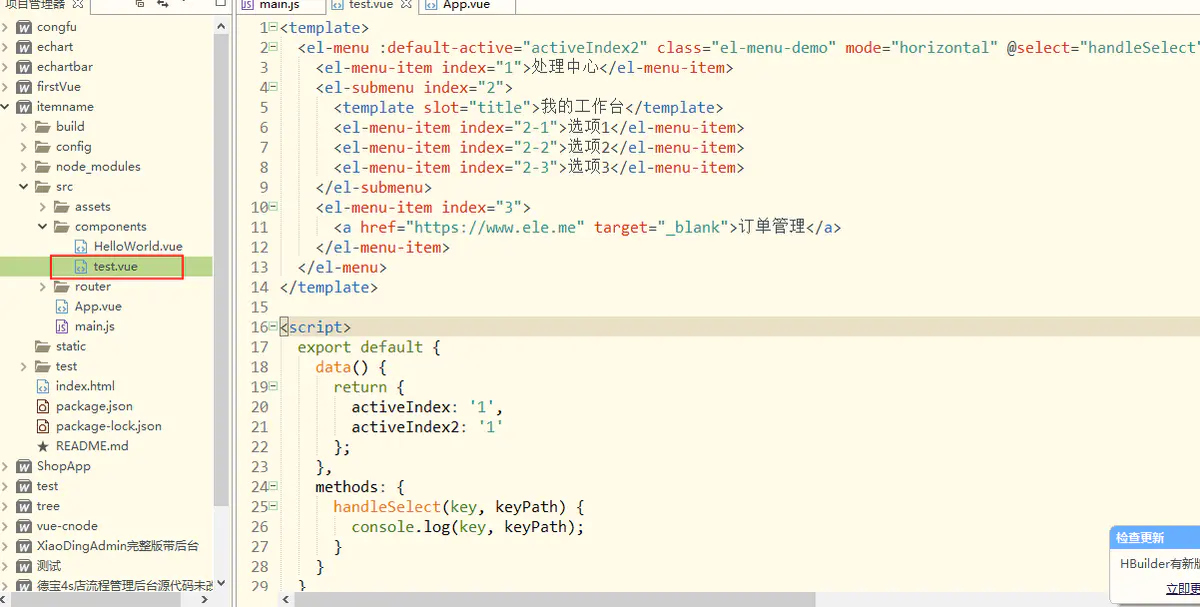 项目管理器
congfu
echart
echartbar
firstVue
itemname
build
config
node_modules
src
assets
components
HelloWorld.vue
test.vue
router
App.vue
main.js
static
test
index.html
package.json
package-lock.json
README.md
ShopApp
test
tree
vue-cnode
XiaoDingAdmin完整版带后台
测试
德宝4s店流程管理后台源代码未改
main.js
test.vue
App.vue
1 <template>
2 <el-menu :default-active="activeIndex2" class="el-menu-demo" mode="horizontal" @select="handleSelect"
3 <el-menu-item index="1">处理中心</el-menu-item>
4 <el-submenu index="2">
5 <template slot="title">我的工作台</template>
6 <el-menu-item index="2-1">选项1</el-menu-item>
7 <el-menu-item index="2-2">选项2</el-menu-item>
8 <el-menu-item index="2-3">选项3</el-menu-item>
9 </el-submenu>
10 <el-menu-item index="3">
11 <a href="https://www.ele.me" target="_blank">订单管理</a>
12 </el-menu-item>
13 </el-menu>
14 </template>
15
16 <script>
17 export default {
18 data() {
19 return {
20 activeIndex: '1',
21 activeIndex2: '1'
22 };
23 },
24 methods: {
25 handleSelect(key, keyPath) {
26 console.log(key, keyPath);
27 }
28 }
29 }
检查更新
HBuilder有新版
立即更